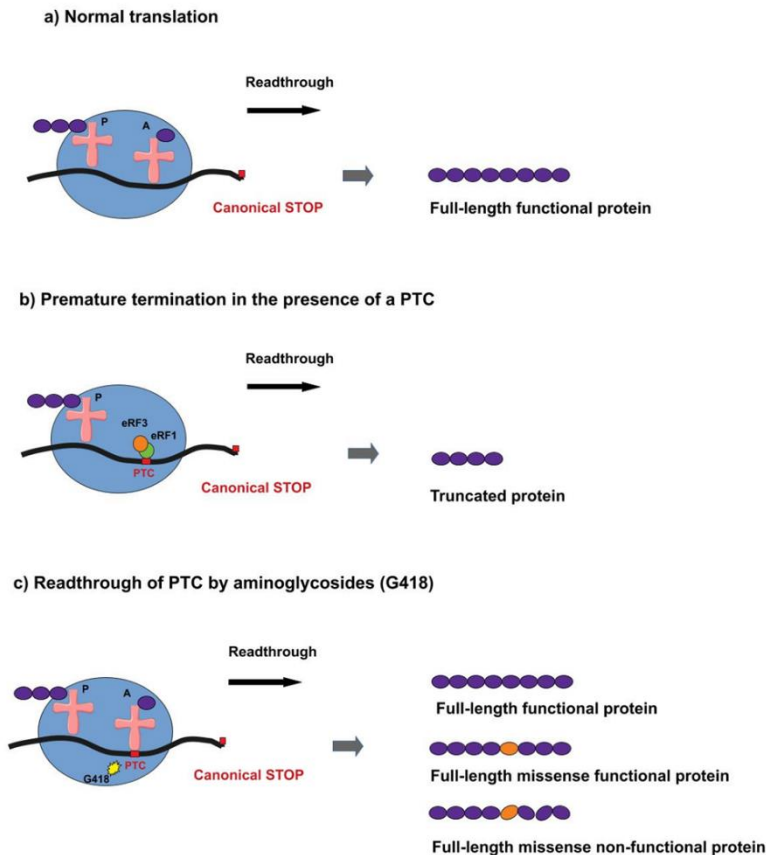 a) Normal translation
Readthrough
P
A
Canonical STOP
Full-length functional protein
b) Premature termination in the presence of a PTC
Readthrough
P
eRF3
eRF1
PTC
Canonical STOP
Truncated protein
c) Readthrough of PTC by aminoglycosides (G418)
Readthrough
P
A
PTC
G418
Canonical STOP
Full-length functional protein
Full-length missense functional protein
Full-length missense non-functional protein